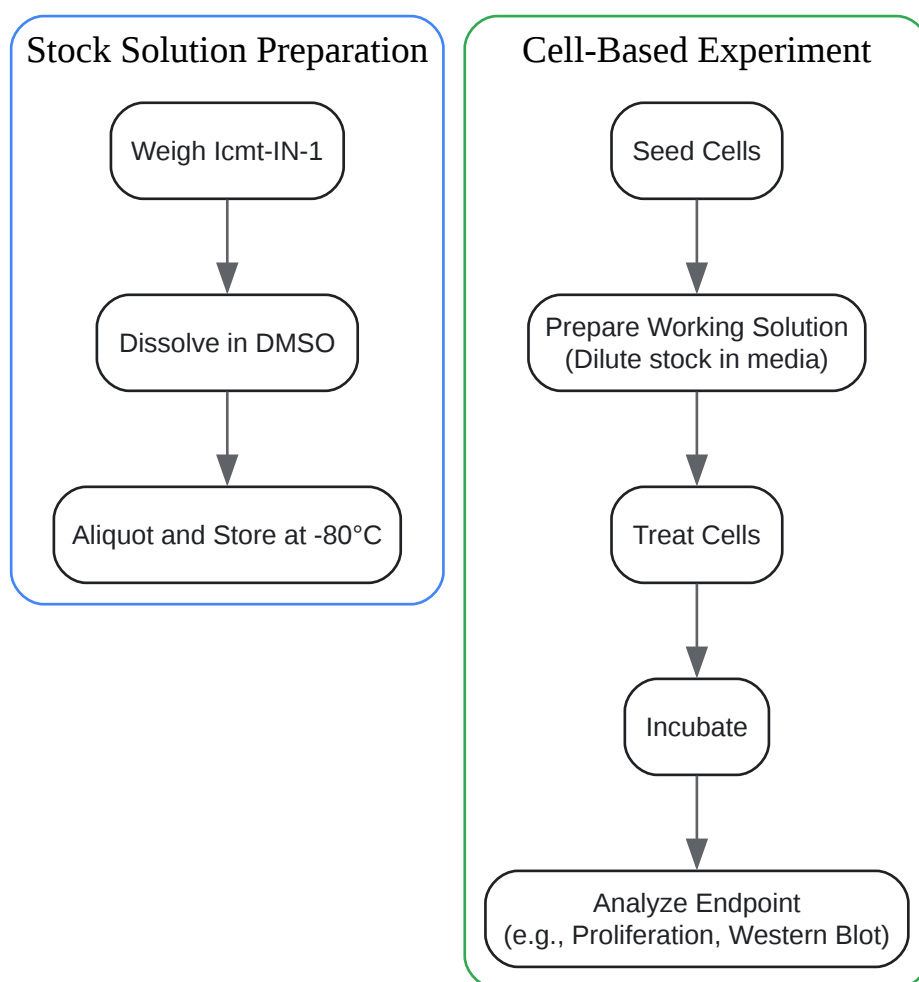 Stock Solution Preparation
Weigh Icmt-IN-1
Dissolve in DMSO
Aliquot and Store at -80°C
Cell-Based Experiment
Seed Cells
Prepare Working Solution
(Dilute stock in media)
Treat Cells
Incubate
Analyze Endpoint
(e.g., Proliferation, Western Blot)